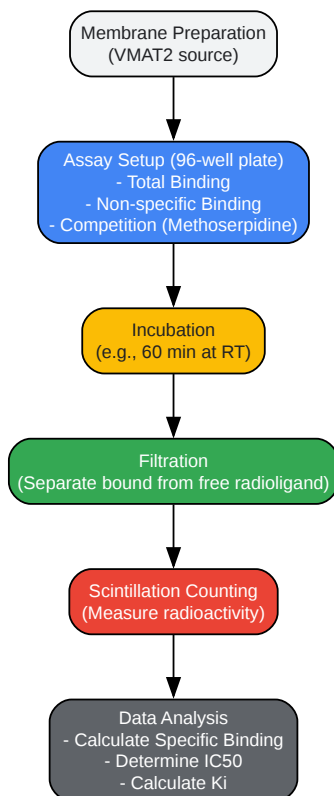 Membrane Preparation
(VMAT2 source)
Assay Setup (96-well plate)
- Total Binding
- Non-specific Binding
- Competition (Methoserpidine)
Incubation
(e.g., 60 min at RT)
Filtration
(Separate bound from free radioligand)
Scintillation Counting
(Measure radioactivity)
Data Analysis
- Calculate Specific Binding
- Determine IC50
- Calculate Ki